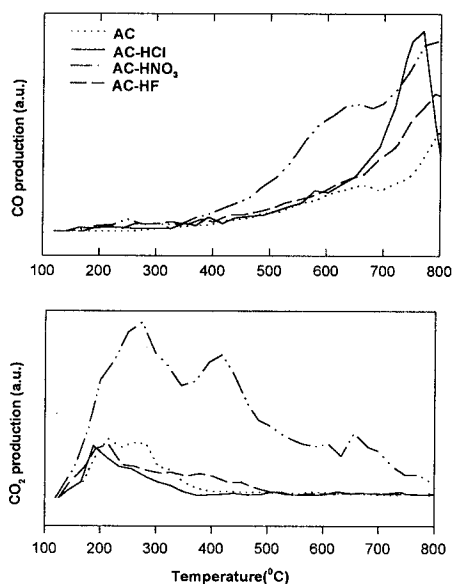 AC
AC-HCl
AC-HNO₃
AC-HF
CO production (a.u.)
100 200 300 400 500 600 700 800
CO₂ production (a.u.)
100 200 300 400 500 600 700 800
Temperature(⁰C)